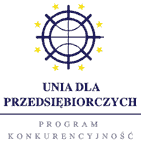 UNIA DLA
PRZEDSIĘBIORCZYCH
PROGRAM
KONKURENCYJNOŚĆ